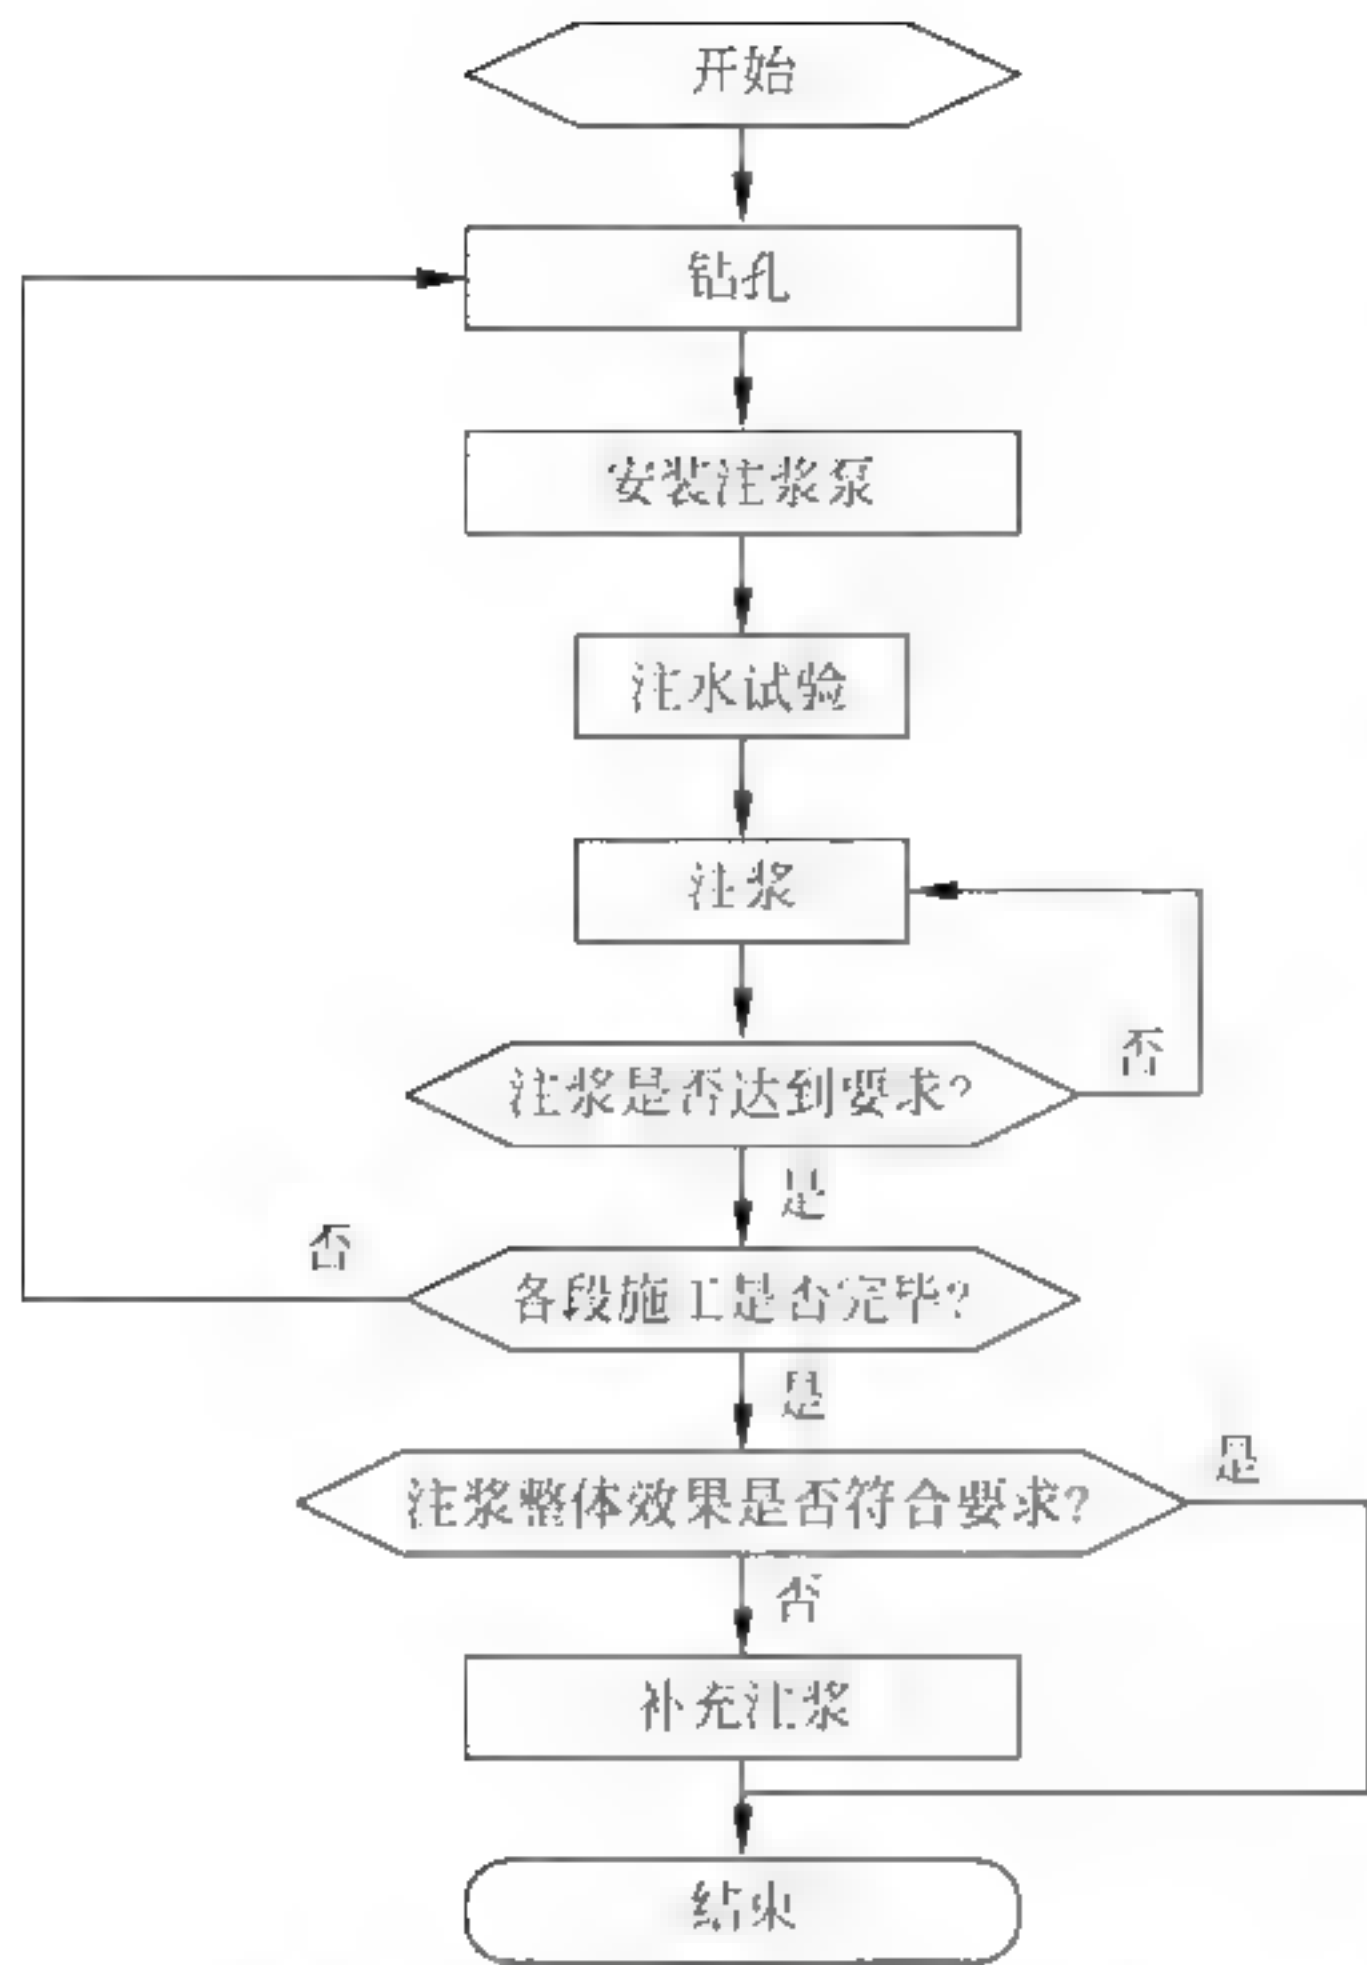 开始
钻孔
安装注浆泵
注水试验
注浆
否
注浆是否达到要求?
是
否
各段施工是否完毕?
是
是
注浆整体效果是否符合要求?
否
补充注浆
结束